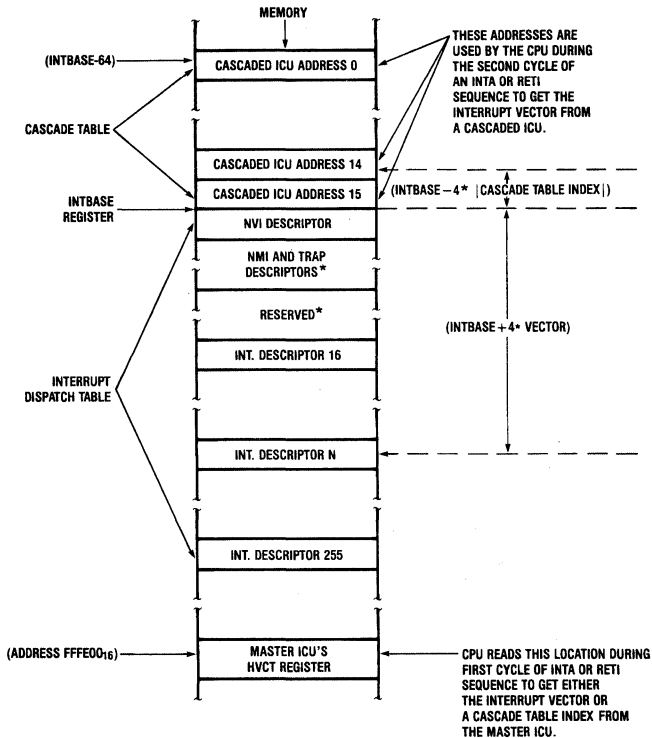 MEMORY
(INTBASE-64)
CASCADED ICU ADDRESS 0
THESE ADDRESSES ARE
USED BY THE CPU DURING
THE SECOND CYCLE OF
AN INTA OR RETI
SEQUENCE TO GET THE
INTERRUPT VECTOR FROM
A CASCADED ICU.
CASCADE TABLE
CASCADED ICU ADDRESS 14
CASCADED ICU ADDRESS 15
(INTBASE-4* |CASCADE TABLE INDEX|)
INTBASE
REGISTER
NVI DESCRIPTOR
NMI AND TRAP
DESCRIPTORS*
RESERVED*
(INTBASE+4* VECTOR)
INT. DESCRIPTOR 16
INTERRUPT
DISPATCH TABLE
INT. DESCRIPTOR N
INT. DESCRIPTOR 255
(ADDRESS FFFE00₁₆)
MASTER ICU'S
HVCT REGISTER
CPU READS THIS LOCATION DURING
FIRST CYCLE OF INTA OR RETI
SEQUENCE TO GET EITHER
THE INTERRUPT VECTOR OR
A CASCADE TABLE INDEX FROM
THE MASTER ICU.